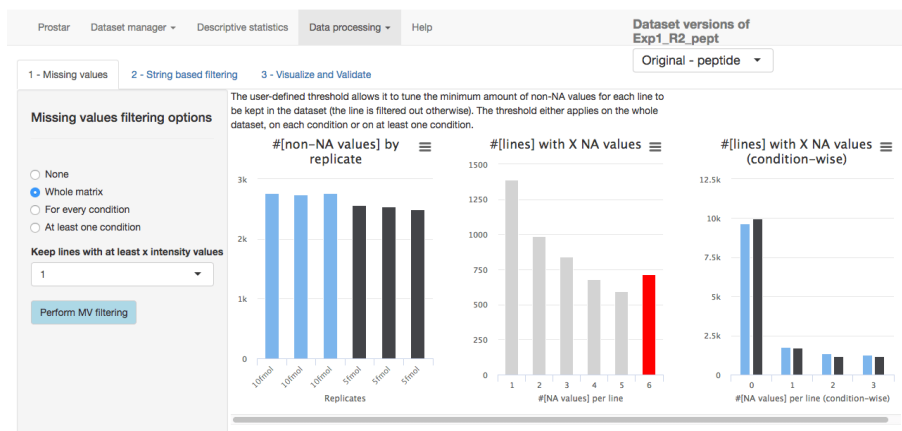 Prostar
Dataset manager
Descriptive statistics
Data processing
Help
Dataset versions of
Exp1_R2_pept
Original - peptide
1 - Missing values
2 - String based filtering
3 - Visualize and Validate
Missing values filtering options
None
Whole matrix
For every condition
At least one condition
Keep lines with at least x intensity values
1
Perform MV filtering
The user-defined threshold allows it to tune the minimum amount of non-NA values for each line to
be kept in the dataset (the line is filtered out otherwise). The threshold either applies on the whole
dataset, on each condition or on at least one condition.
#[non-NA values] by
replicate
3k
2k
1k
0
10fmol
10fmol
10fmol
5fmol
5fmol
5fmol
Replicates
#[lines] with X NA values
1500
1250
1000
750
500
250
0
1 2 3 4 5 6
#[NA values] per line
#[lines] with X NA values
(condition-wise)
12.5k
10k
7.5k
5k
2.5k
0
0 1 2 3
#[NA values] per line (condition-wise)